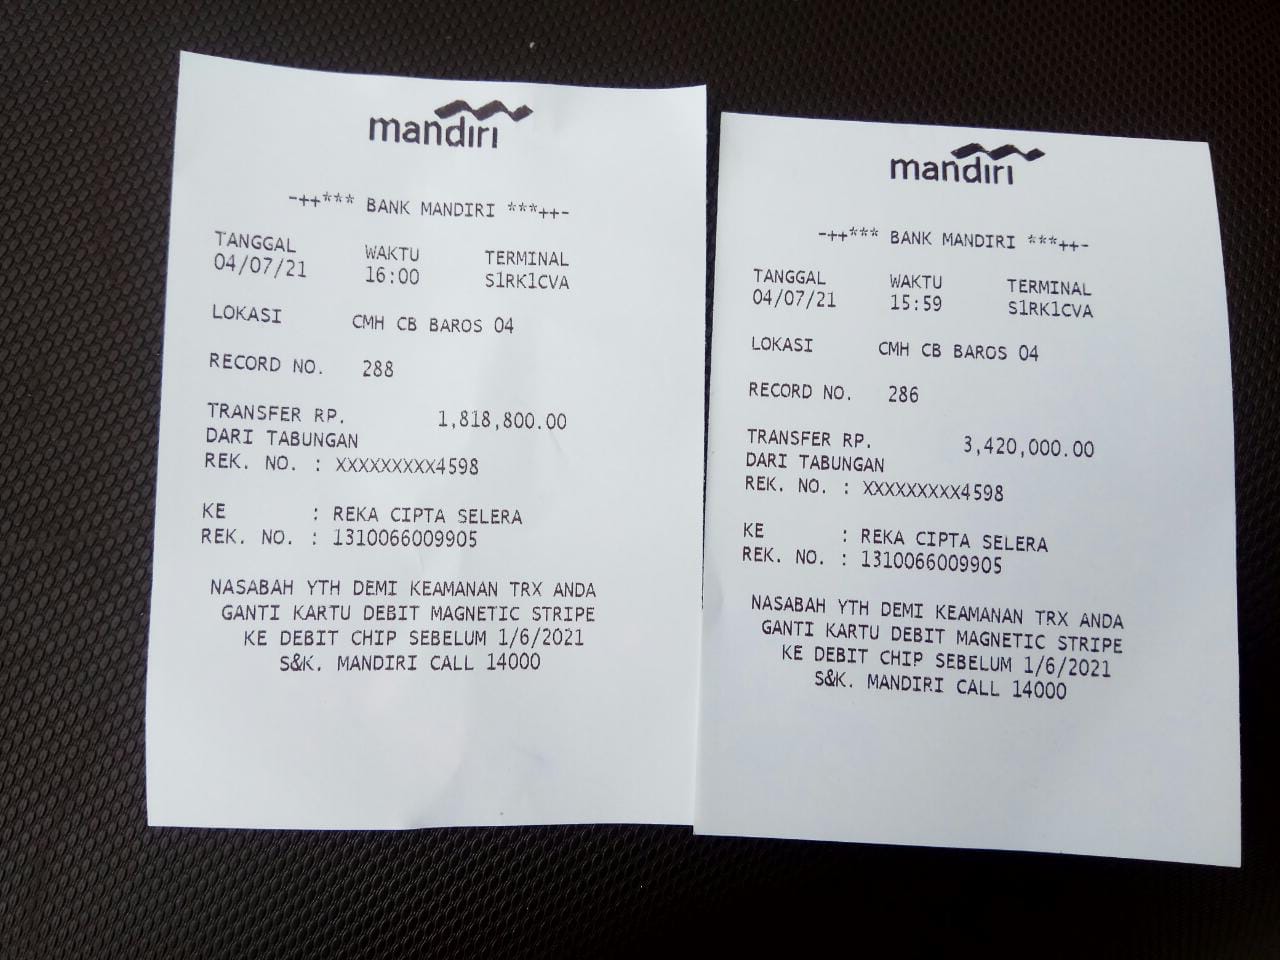 mandiri
-++*** BANK MANDIRI ***++-
TANGGAL WAKTU TERMINAL
04/07/21 16:00 S1RK1CVA
LOKASI CMH CB BAROS 04
RECORD NO. 288
TRANSFER RP. 1,818,800.00
DARI TABUNGAN
REK. NO. : XXXXXXXXX4598
KE : REKA CIPTA SELERA
REK. NO. : 1310066009905
NASABAH YTH DEMI KEAMANAN TRX ANDA
GANTI KARTU DEBIT MAGNETIC STRIPE
KE DEBIT CHIP SEBELUM 1/6/2021
S&K. MANDIRI CALL 14000
mandiri
-++*** BANK MANDIRI ***++-
TANGGAL WAKTU TERMINAL
04/07/21 15:59 S1RK1CVA
LOKASI CMH CB BAROS 04
RECORD NO. 286
TRANSFER RP. 3,420,000.00
DARI TABUNGAN
REK. NO. : XXXXXXXXX4598
KE : REKA CIPTA SELERA
REK. NO. : 1310066009905
NASABAH YTH DEMI KEAMANAN TRX ANDA
GANTI KARTU DEBIT MAGNETIC STRIPE
KE DEBIT CHIP SEBELUM 1/6/2021
S&K. MANDIRI CALL 14000